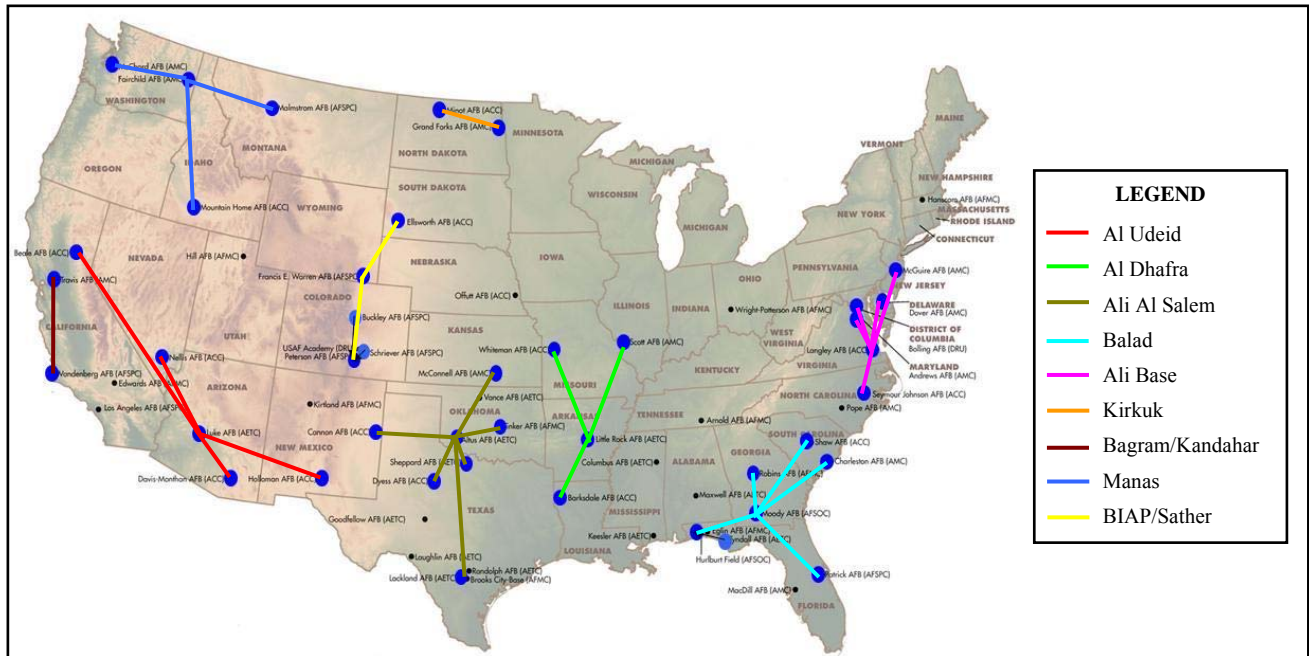 McChord AFB (AMC)
Fairchild AFB (AMC)
WASHINGTON
Malmstrom AFB (AFSPC)
Minot AFB (ACC)
Grand Forks AFB (AMC)
MINNESOTA
MAINE
VERMONT
MONTANA
NORTH DAKOTA
MICHIGAN
OREGON
IDAHO
NEW HAMPSHIRE
SOUTH DAKOTA
WISCONSIN
Hanscom AFB (AFMC)
Mountain Home AFB (ACC)
WYOMING
MASSACHUSETTS
NEW YORK
RHODE ISLAND
Ellsworth AFB (ACC)
MICHIGAN
CONNECTICUT
Beale AFB (ACC)
NEVADA
Hill AFB (AFMC)
NEBRASKA
IOWA
OHIO
PENNSYLVANIA
McGuire AFB (AMC)
Travis AFB (AMC)
Francis E. Warren AFB (AFSPC)
NEW JERSEY
Offutt AFB (ACC)
COLORADO
ILLINOIS
INDIANA
Wright-Patterson AFB (AFMC)
DELAWARE
Dover AFB (AMC)
CALIFORNIA
UTAH
Buckley AFB (AFSPC)
KANSAS
WEST
VIRGINIA
DISTRICT OF
COLUMBIA
Bolling AFB (DRU)
USAF Academy (DRU)
Schriever AFB (AFSPC)
Peterson AFB (AFSPC)
Whiteman AFB (ACC)
Scott AFB (AMC)
Langley AFB (ACC)
Nellis AFB (ACC)
MARYLAND
Andrews AFB (AMC)
Vandenberg AFB (AFSPC)
Edwards AFB (AFMC)
ARIZONA
McConnell AFB (AMC)
MISSOURI
KENTUCKY
VIRGINIA
Vance AFB (AETC)
NORTH CAROLINA
Seymour Johnson AFB (ACC)
Los Angeles AFB (AFSPC)
Kirtland AFB (AFMC)
OKLAHOMA
ARKANSAS
TENNESSEE
Pope AFB (AMC)
Luke AFB (AETC)
Cannon AFB (ACC)
Tinker AFB (AFMC)
Arnold AFB (AFMC)
NEW MEXICO
Altus AFB (AETC)
Little Rock AFB (AETC)
SOUTH CAROLINA
Shaw AFB (ACC)
Sheppard AFB (AETC)
Columbus AFB (AETC)
ALABAMA
GEORGIA
Charleston AFB (AMC)
Davis-Monthan AFB (ACC)
Holloman AFB (ACC)
Dyess AFB (ACC)
Robins AFB (AFMC)
Barksdale AFB (ACC)
Maxwell AFB (AETC)
TEXAS
MISSISSIPPI
Moody AFB (AFSOC)
Goodfellow AFB (AETC)
Keesler AFB (AETC)
Eglin AFB (AFMC)
Tyndall AFB (AETC)
LOUISIANA
Hurlburt Field (AFSOC)
Laughlin AFB (AETC)
Randolph AFB (AETC)
Lackland AFB (AETC)
Brooks City-Base (AFMC)
Patrick AFB (AFSPC)
MacDill AFB (AMC)
FLORIDA
LEGEND
Al Udeid
Al Dhafra
Ali Al Salem
Balad
Ali Base
Kirkuk
Bagram/Kandahar
Manas
BIAP/Sather